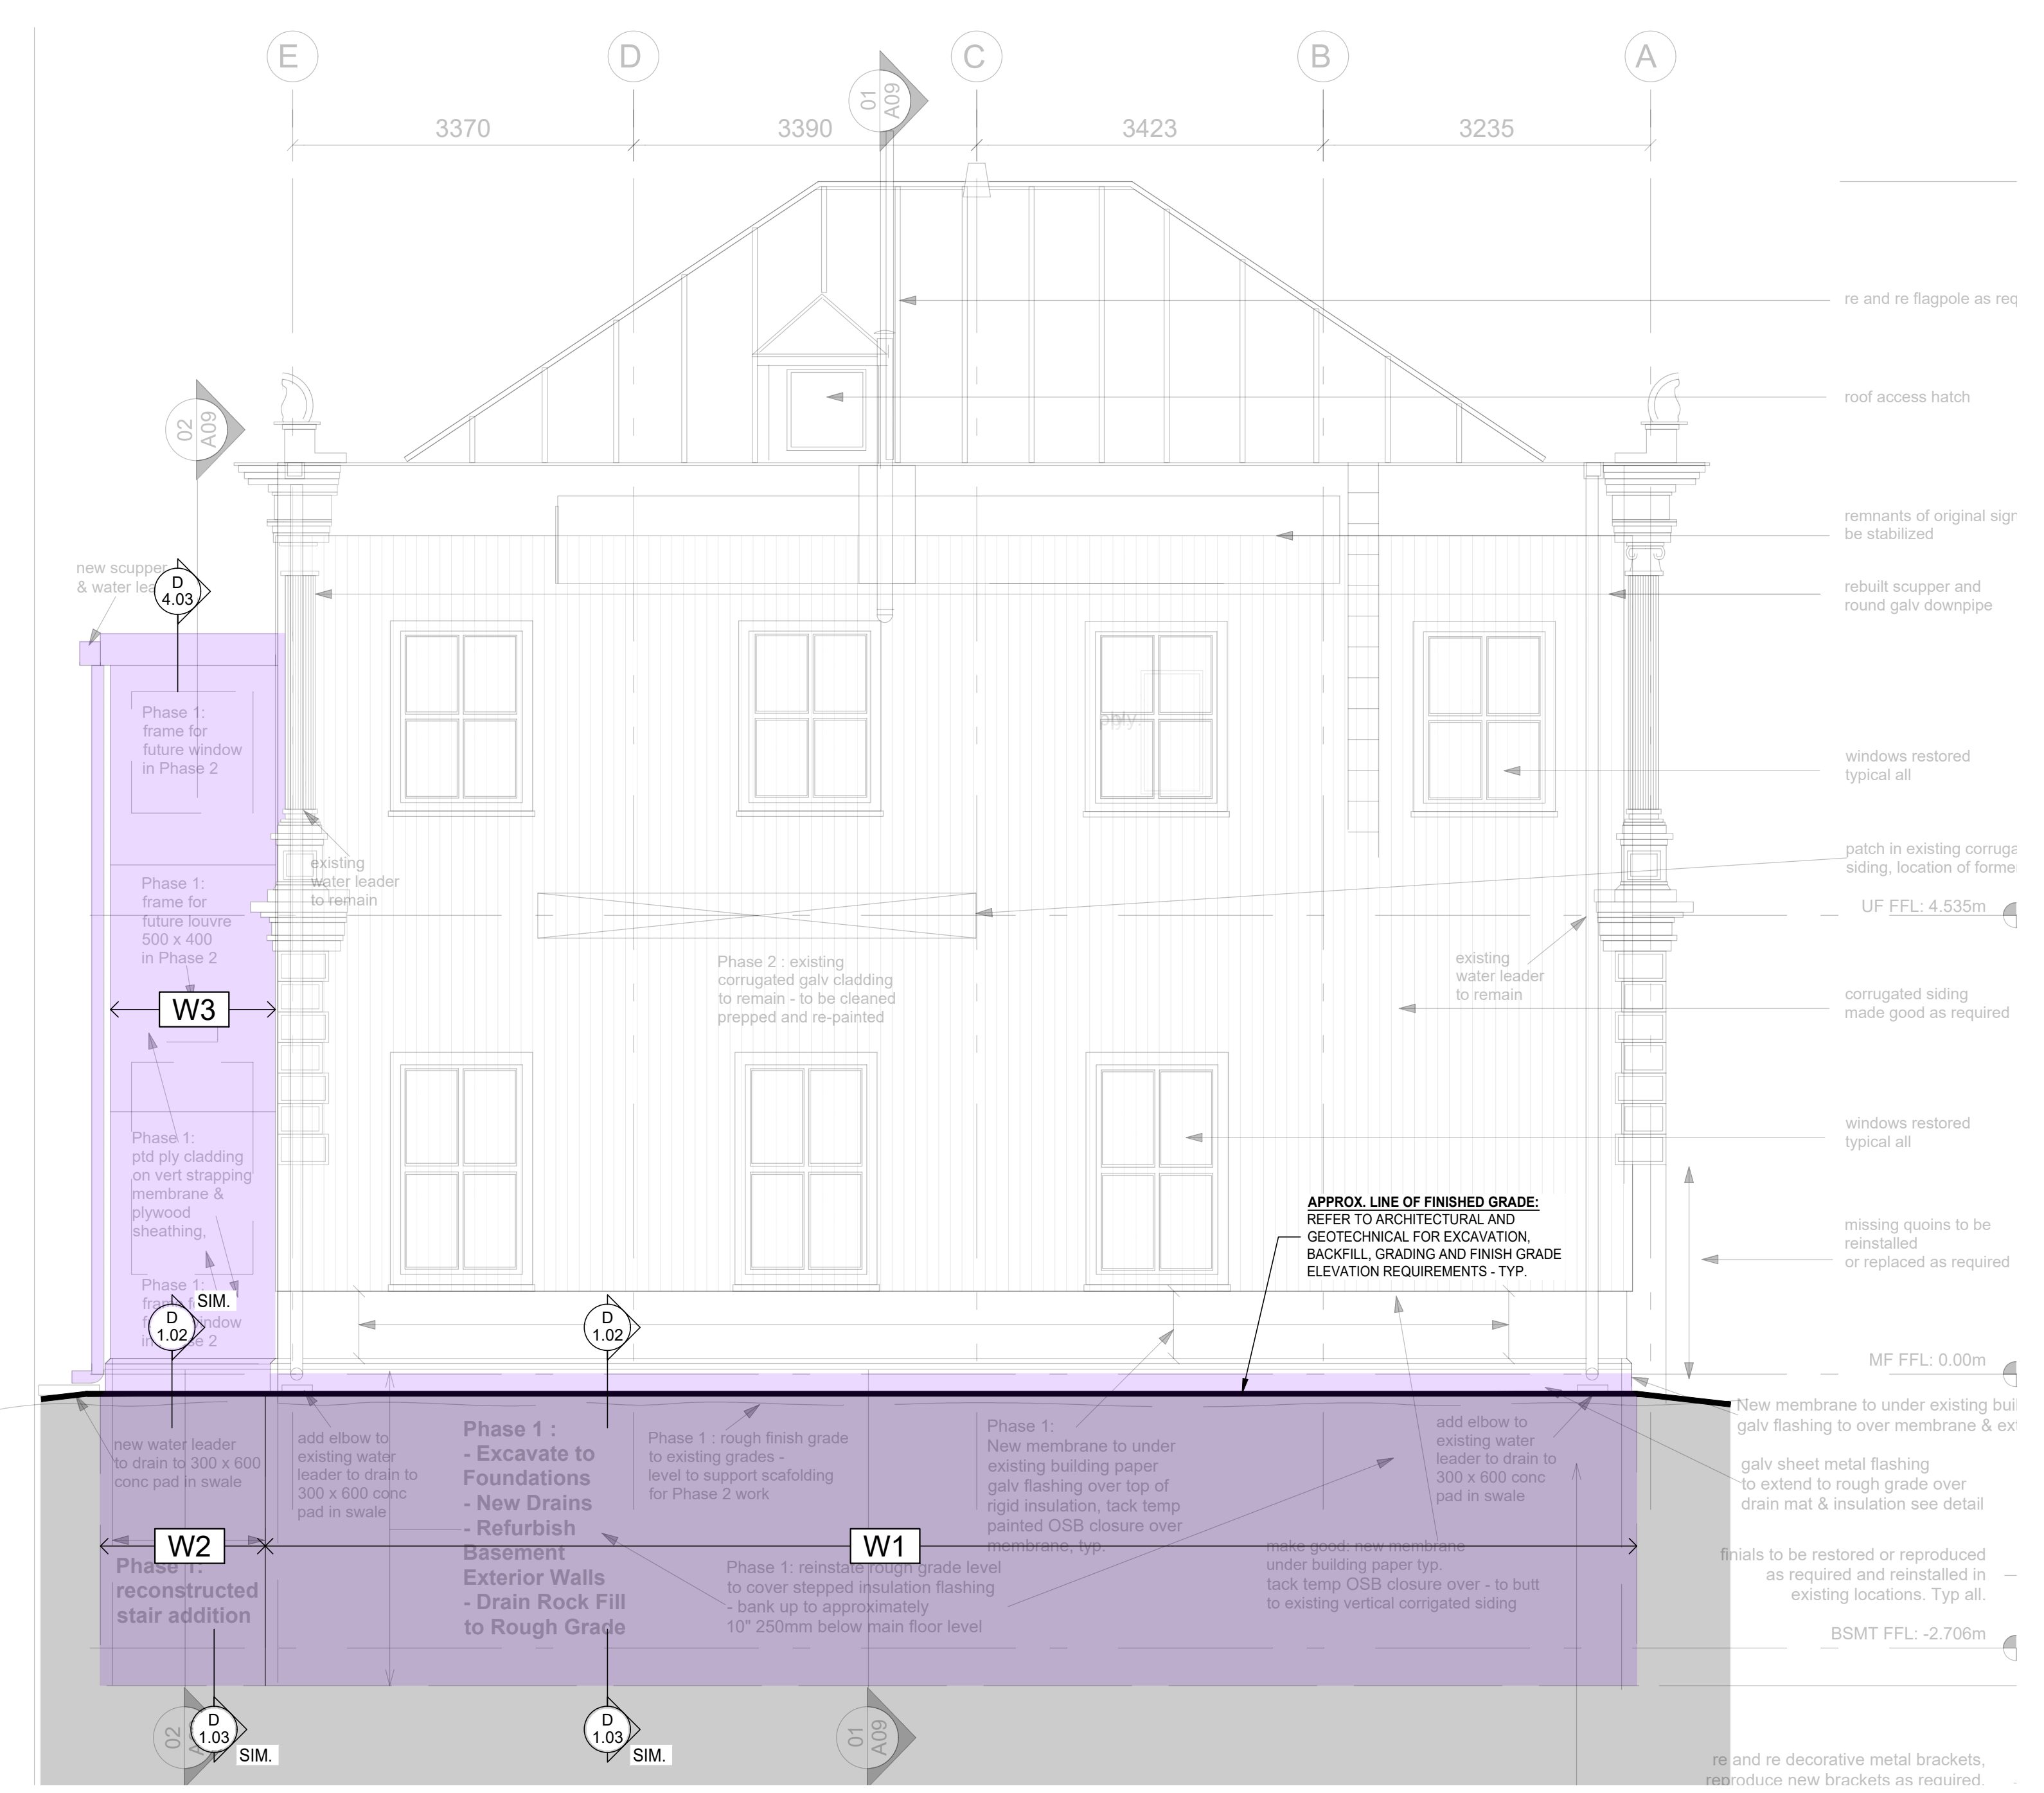 E
D
C
B
A
01
A09
3370
3390
3423
3235
re and re flagpole as req
roof access hatch
02
A09
remnants of original sign
be stabilized
new scupper
D
4.03
rebuilt scupper and
round galv downpipe
Phase 1:
frame for
future window
in Phase 2
ply.
windows restored
typical all
existing
water leader
to remain
patch in existing corruga
siding, location of forme
Phase 1:
frame for
future louvre
500 x 400
in Phase 2
UF FFL: 4.535m
Phase 2 : existing
corrugated galv cladding
to remain - to be cleaned
prepped and re-painted
existing
water leader
to remain
corrugated siding
made good as required
W3
windows restored
typical all
Phase 1:
ptd ply cladding
on vert strapping
membrane &
plywood
sheathing,
APPROX. LINE OF FINISHED GRADE:
REFER TO ARCHITECTURAL AND
GEOTECHNICAL FOR EXCAVATION,
BACKFILL, GRADING AND FINISH GRADE
ELEVATION REQUIREMENTS - TYP.
missing quoins to be
reinstalled
or replaced as required
Phase 1:
SIM.
D
1.02
D
1.02
MF FFL: 0.00m
New membrane to under existing buil
galv flashing to over membrane & ext
new water leader
to drain to 300 x 600
conc pad in swale
add elbow to
existing water
leader to drain to
300 x 600 conc
pad in swale
Phase 1 :
- Excavate to
Foundations
- New Drains
- Refurbish
Basement
Exterior Walls
- Drain Rock Fill
to Rough Grade
Phase 1 : rough finish grade
to existing grades -
level to support scafolding
for Phase 2 work
Phase 1:
New membrane to under
existing building paper
galv flashing over top of
rigid insulation, tack temp
painted OSB closure over
membrane, typ.
add elbow to
existing water
leader to drain to
300 x 600 conc
pad in swale
galv sheet metal flashing
to extend to rough grade over
drain mat & insulation see detail
W2
W1
Phase 1:
reconstructed
stair addition
Phase 1: reinstate rough grade level
to cover stepped insulation flashing
- bank up to approximately
10" 250mm below main floor level
make good: new membrane
under building paper typ.
tack temp OSB closure over - to butt
to existing vertical corrigated siding
finials to be restored or reproduced
as required and reinstalled in
existing locations. Typ all.
BSMT FFL: -2.706m
02
D
1.03
SIM.
D
1.03
SIM.
01
A09
re and re decorative metal brackets,
reproduce new brackets as required.